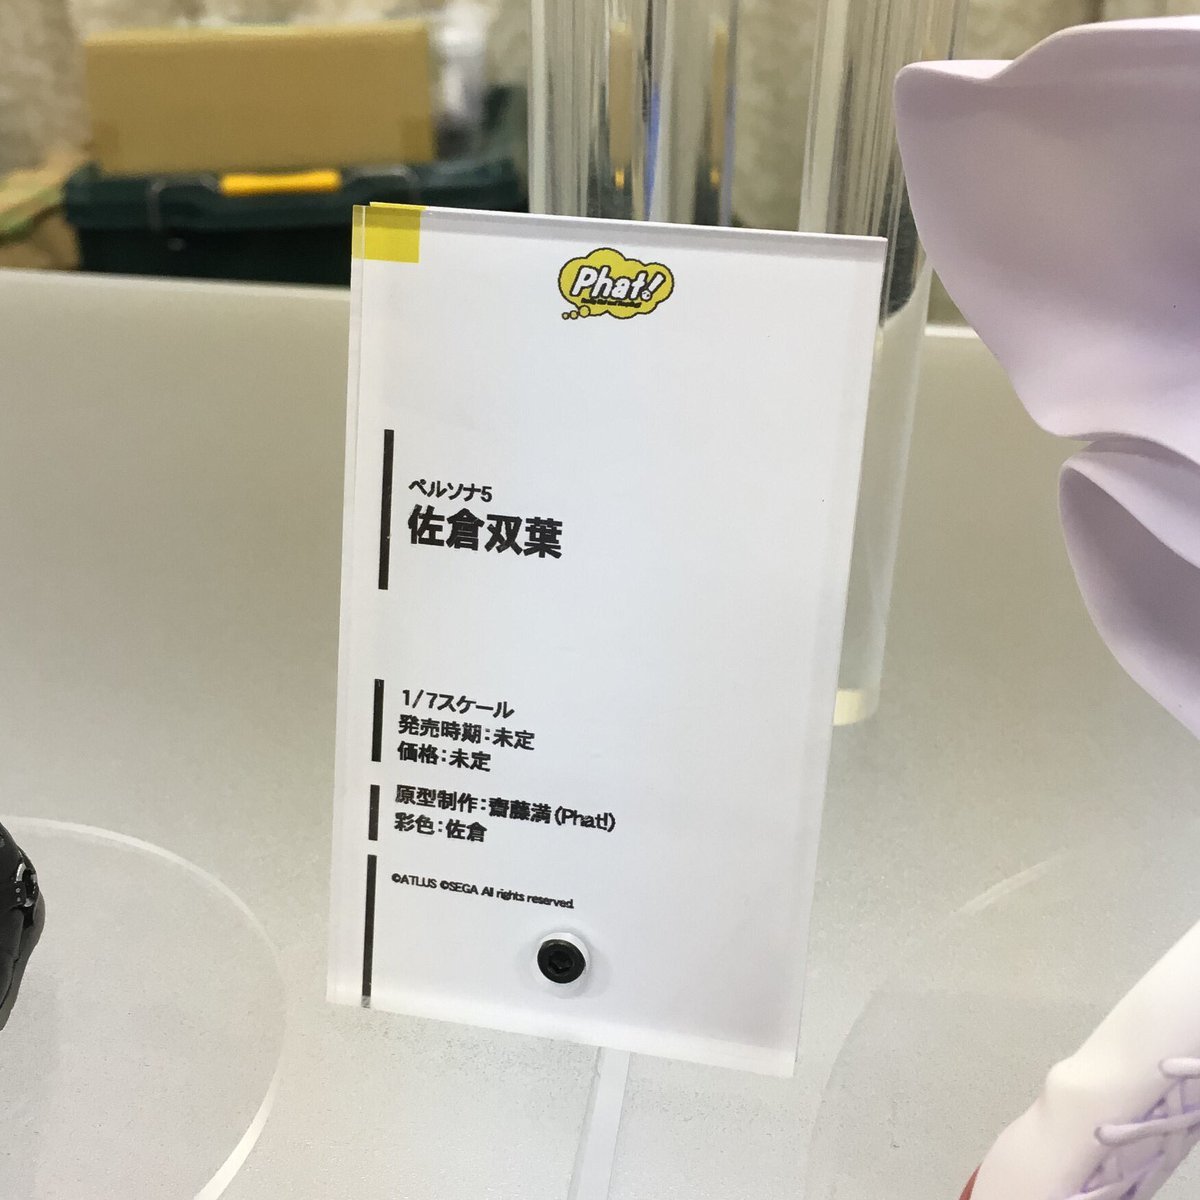 Phat!
ペルソナ5
佐倉双葉
1/7スケール
発売時期:未定
価格:未定
原型制作:齋藤満(Phat!)
彩色:佐倉
©ATLUS ©SEGA All rights reserved.